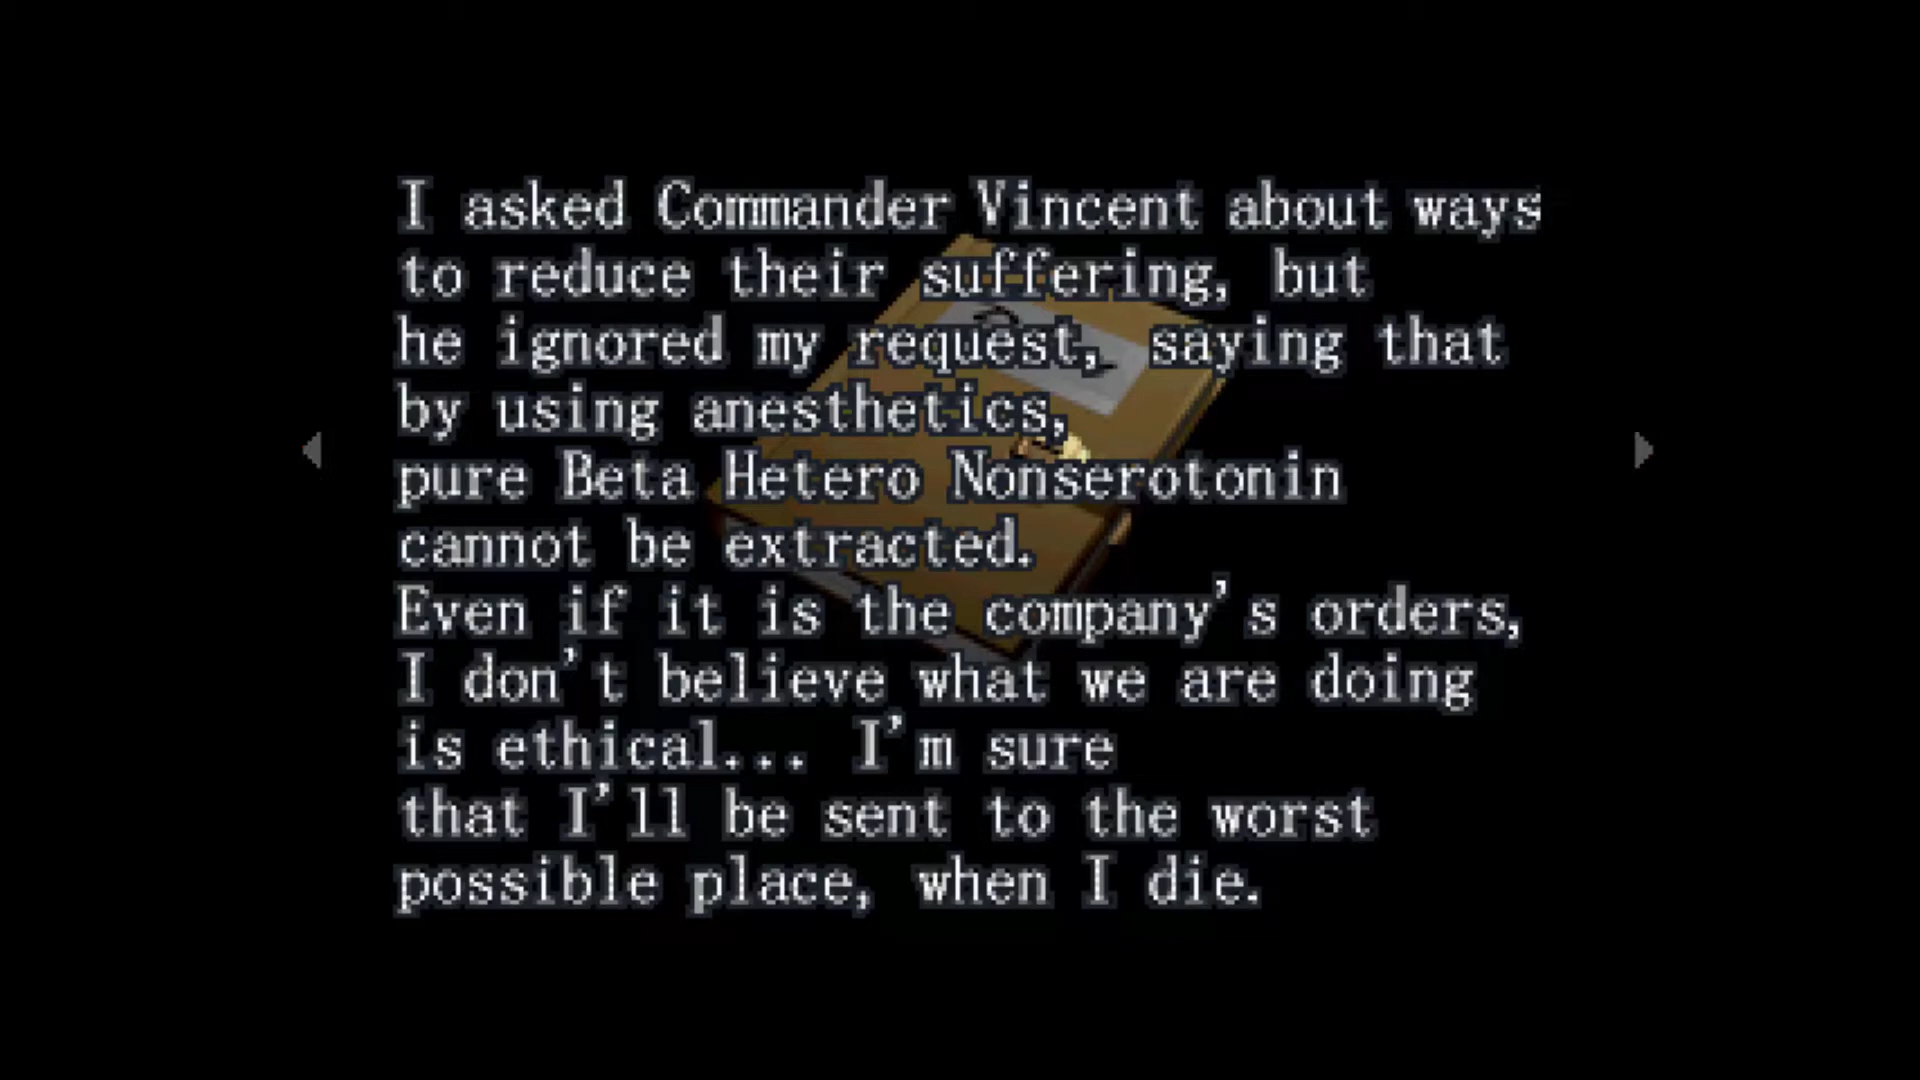 I asked Commander Vincent about ways
to reduce their suffering, but
he ignored my request, saying that
by using anesthetics,
pure Beta Hetero Nonserotonin
cannot be extracted.
Even if it is the company's orders,
I don't believe what we are doing
is ethical... I'm sure
that I'll be sent to the worst
possible place, when I die.